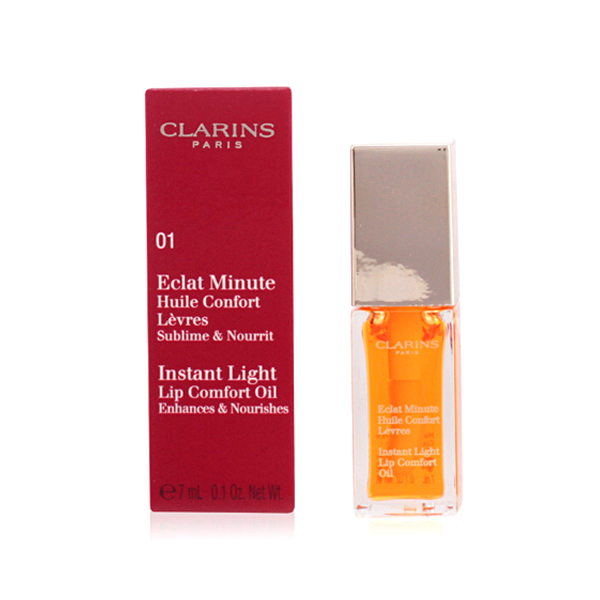 CLARINS
PARIS
01
Eclat Minute
Huile Confort
Lèvres
Sublime & Nourrit
Instant Light
Lip Comfort Oil
Enhances & Nourishes
℮ 7 mL 0.1 Oz. Net Wt.
CLARINS
PARIS
Eclat Minute
Huile Confort
Lèvres
Instant Light
Lip Comfort
Oil